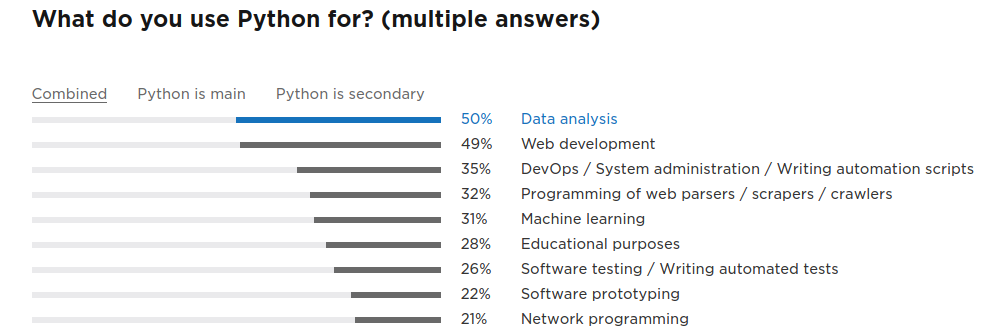 What do you use Python for? (multiple answers)
Combined Python is main Python is secondary
50% Data analysis
49% Web development
35% DevOps / System administration / Writing automation scripts
32% Programming of web parsers / scrapers / crawlers
31% Machine learning
28% Educational purposes
26% Software testing / Writing automated tests
22% Software prototyping
21% Network programming